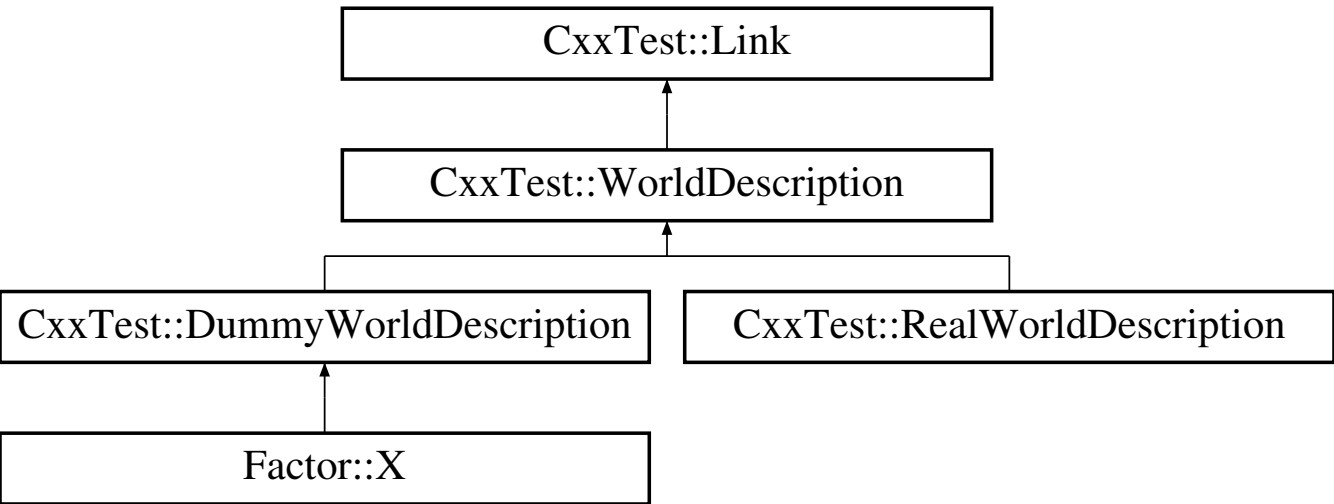 CxxTest::Link
CxxTest::WorldDescription
CxxTest::DummyWorldDescription
CxxTest::RealWorldDescription
Factor::X